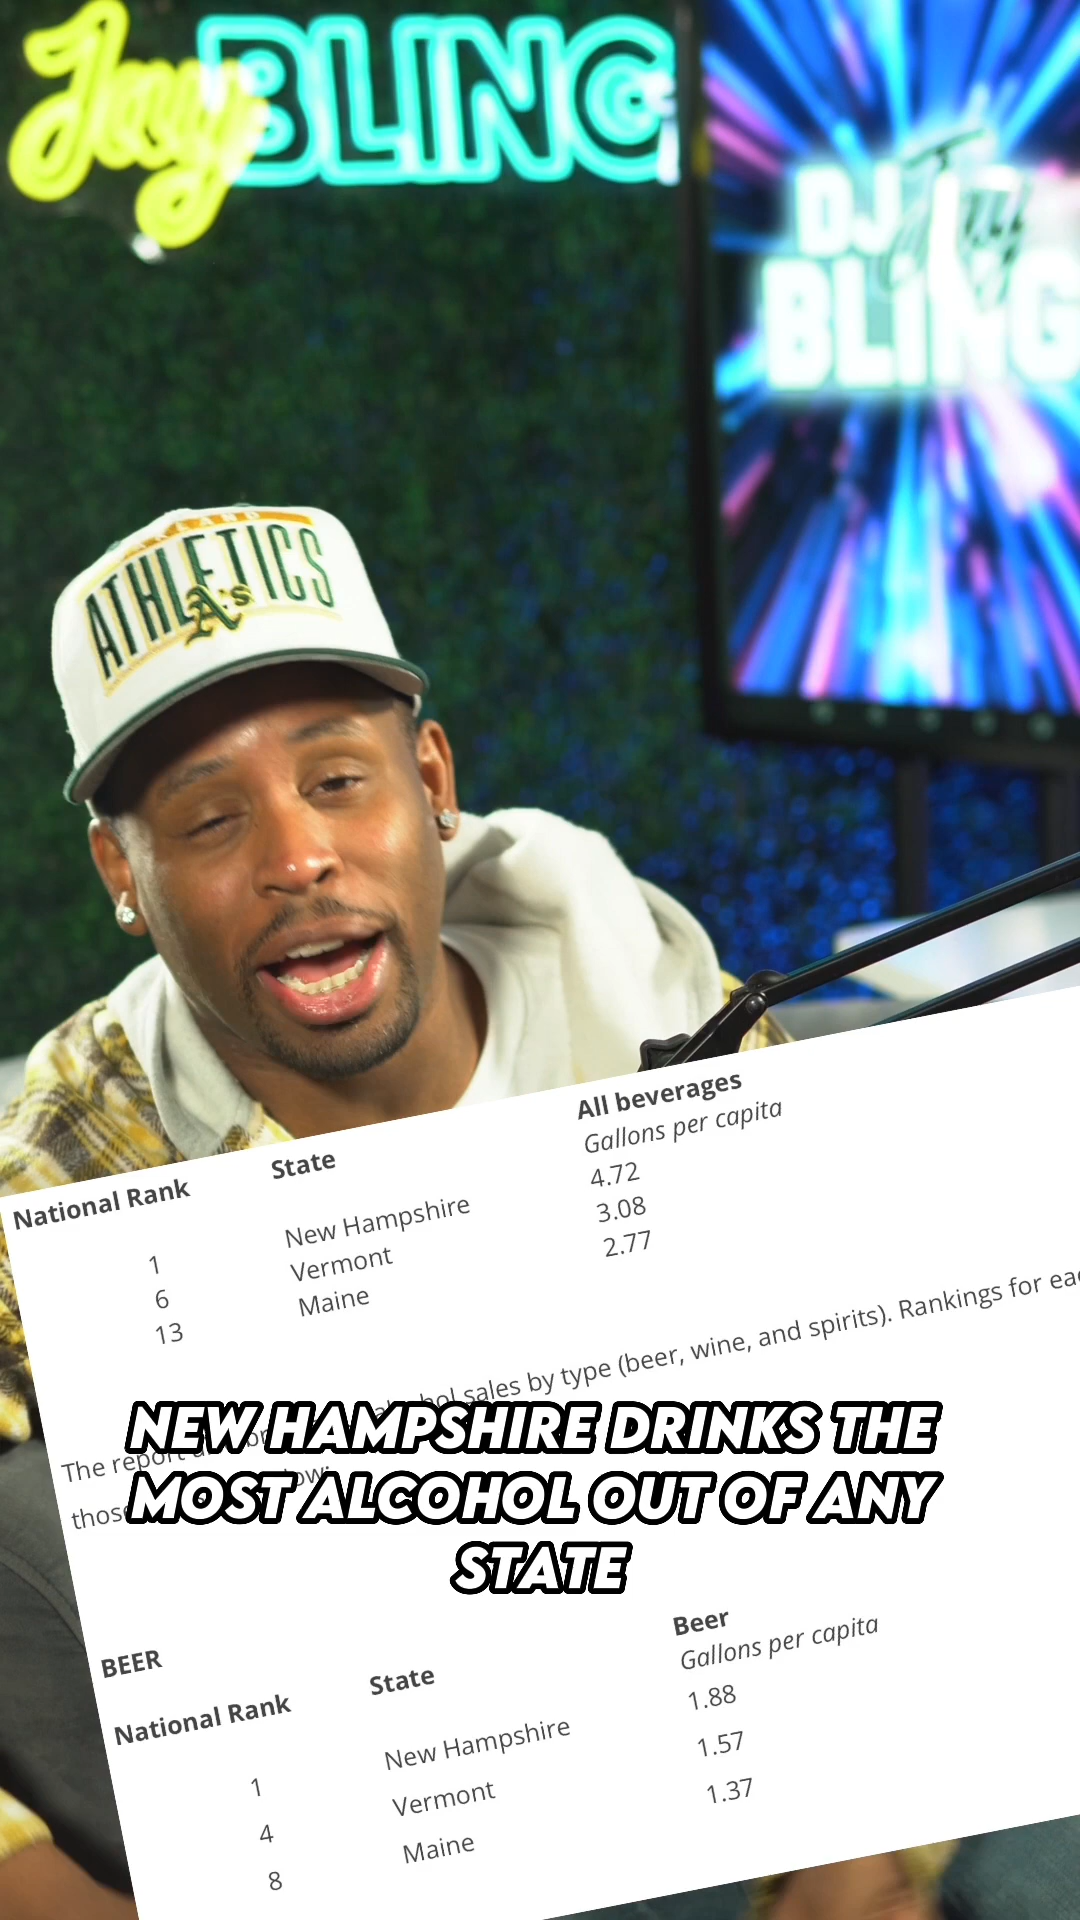 Jay BLING
DJ Jay
BLING
ATHLETICS
A's
All beverages
National Rank State Gallons per capita
1 New Hampshire 4.72
6 Vermont 3.08
13 Maine 2.77
The report sales by type (beer, wine, and spirits). Rankings for
NEW HAMPSHIRE DRINKS THE
MOST ALCOHOL OUT OF ANY
STATE
BEER
Beer
National Rank State Gallons per capita
1 New Hampshire 1.88
4 Vermont 1.57
8 Maine 1.37